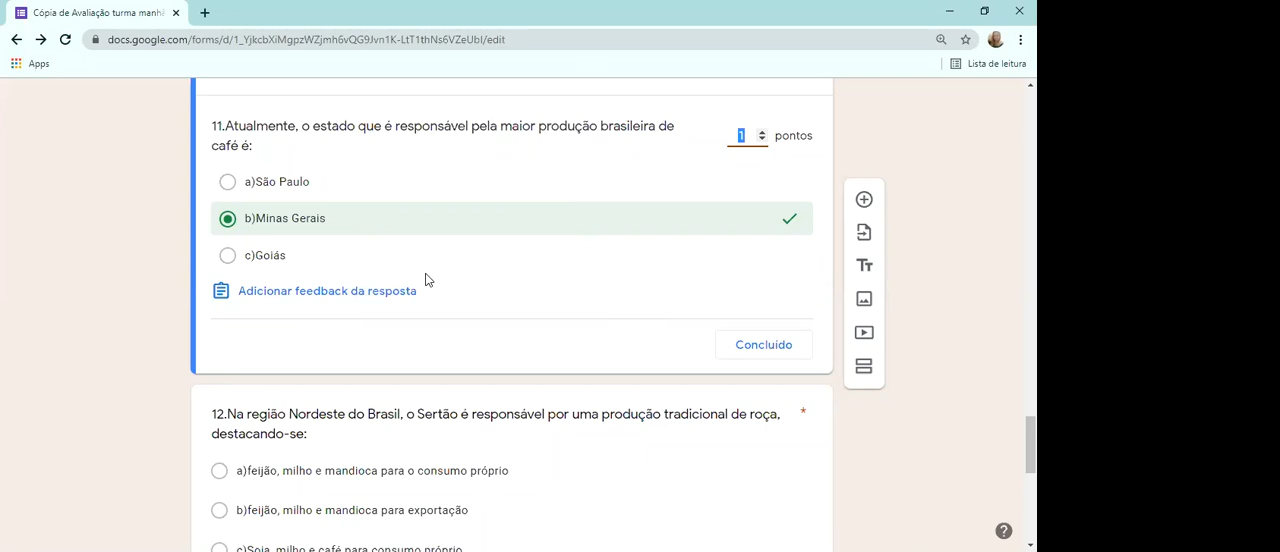 Cópia de Avaliação turma manhã
docs.google.com/forms/d/1_YjkcbXiMgpzWZjmh6vQG9Jvn1K-LtT1thNs6VZeUbI/edit
Apps
Lista de leitura
11.Atualmente, o estado que é responsável pela maior produção brasileira de
café é:
1 pontos
a)São Paulo
b)Minas Gerais
c)Goiás
Adicionar feedback da resposta
Concluído
12.Na região Nordeste do Brasil, o Sertão é responsável por uma produção tradicional de roça, *
destacando-se:
a)feijão, milho e mandioca para o consumo próprio
b)feijão, milho e mandioca para exportação
c)Soja, milho e café para consumo próprio